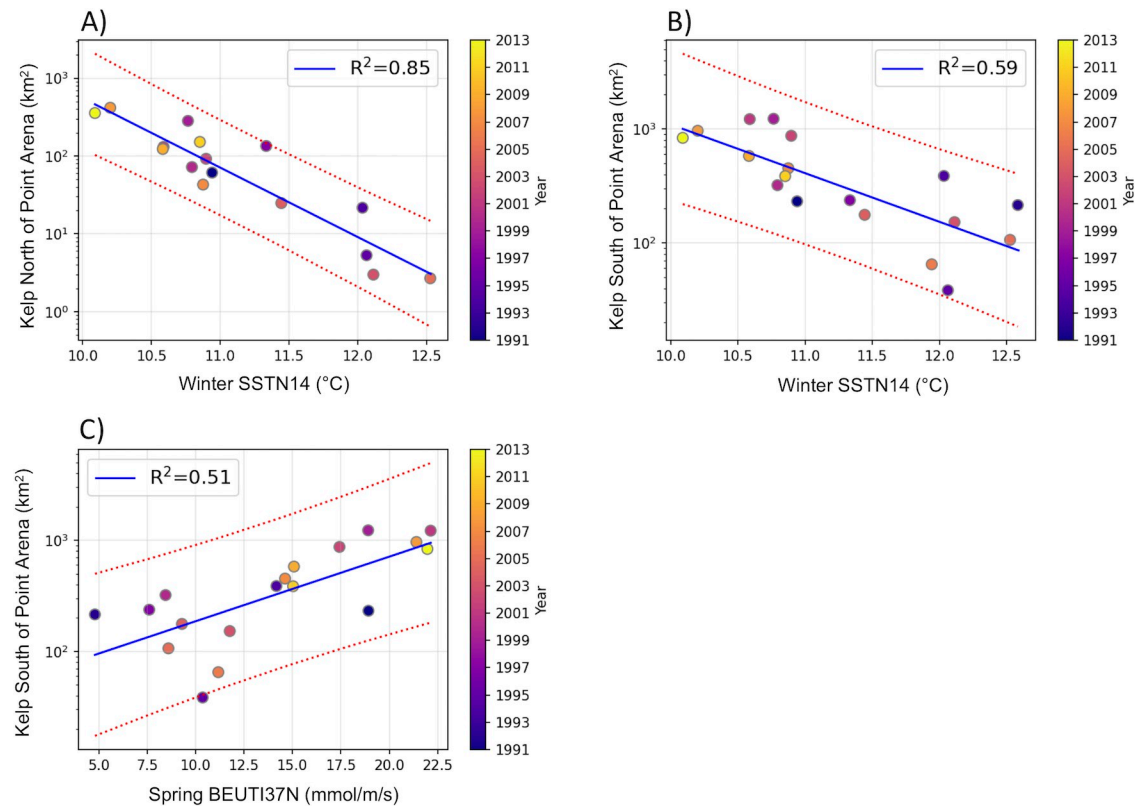 A)
R²=0.85
Kelp North of Point Arena (km²)
10³
10²
10¹
10⁰
10.0 10.5 11.0 11.5 12.0 12.5
Winter SSTN14 (°C)
2013
2011
2009
2007
2005
2003
2001
1999
1997
1995
1993
1991
Year
B)
R²=0.59
Kelp South of Point Arena (km²)
10³
10²
10.0 10.5 11.0 11.5 12.0 12.5
Winter SSTN14 (°C)
2013
2011
2009
2007
2005
2003
2001
1999
1997
1995
1993
1991
Year
C)
R²=0.51
Kelp South of Point Arena (km²)
10³
10²
5.0 7.5 10.0 12.5 15.0 17.5 20.0 22.5
Spring BEUTI37N (mmol/m/s)
2013
2011
2009
2007
2005
2003
2001
1999
1997
1995
1993
1991
Year